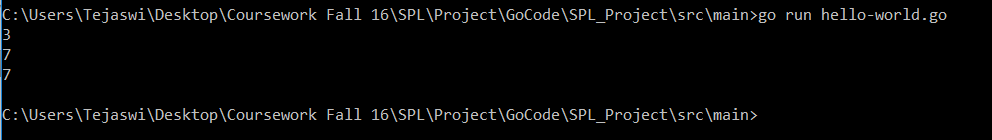 C:\Users\Tejaswi\Desktop\Coursework Fall 16\SPL\Project\GoCode\SPL_Project\src\main>go run hello-world.go
3
7
7
C:\Users\Tejaswi\Desktop\Coursework Fall 16\SPL\Project\GoCode\SPL_Project\src\main>